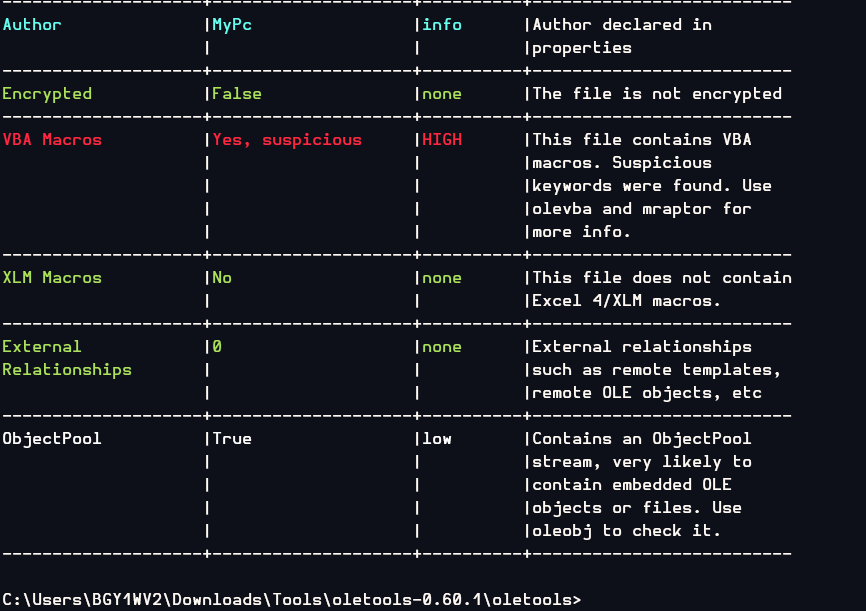 --------------------+--------------------+----------+--------------------------
Author              |MyPc                |info      |Author declared in
                    |                    |          |properties
--------------------+--------------------+----------+--------------------------
Encrypted           |False               |none      |The file is not encrypted
--------------------+--------------------+----------+--------------------------
VBA Macros          |Yes, suspicious     |HIGH      |This file contains VBA
                    |                    |          |macros. Suspicious
                    |                    |          |keywords were found. Use
                    |                    |          |olevba and mraptor for
                    |                    |          |more info.
--------------------+--------------------+----------+--------------------------
XLM Macros          |No                  |none      |This file does not contain
                    |                    |          |Excel 4/XLM macros.
--------------------+--------------------+----------+--------------------------
External            |0                   |none      |External relationships
Relationships       |                    |          |such as remote templates,
                    |                    |          |remote OLE objects, etc
--------------------+--------------------+----------+--------------------------
ObjectPool          |True                |low       |Contains an ObjectPool
                    |                    |          |stream, very likely to
                    |                    |          |contain embedded OLE
                    |                    |          |objects or files. Use
                    |                    |          |oleobj to check it.
--------------------+--------------------+----------+--------------------------
C:\Users\BGY1WV2\Downloads\Tools\oletools-0.60.1\oletools>